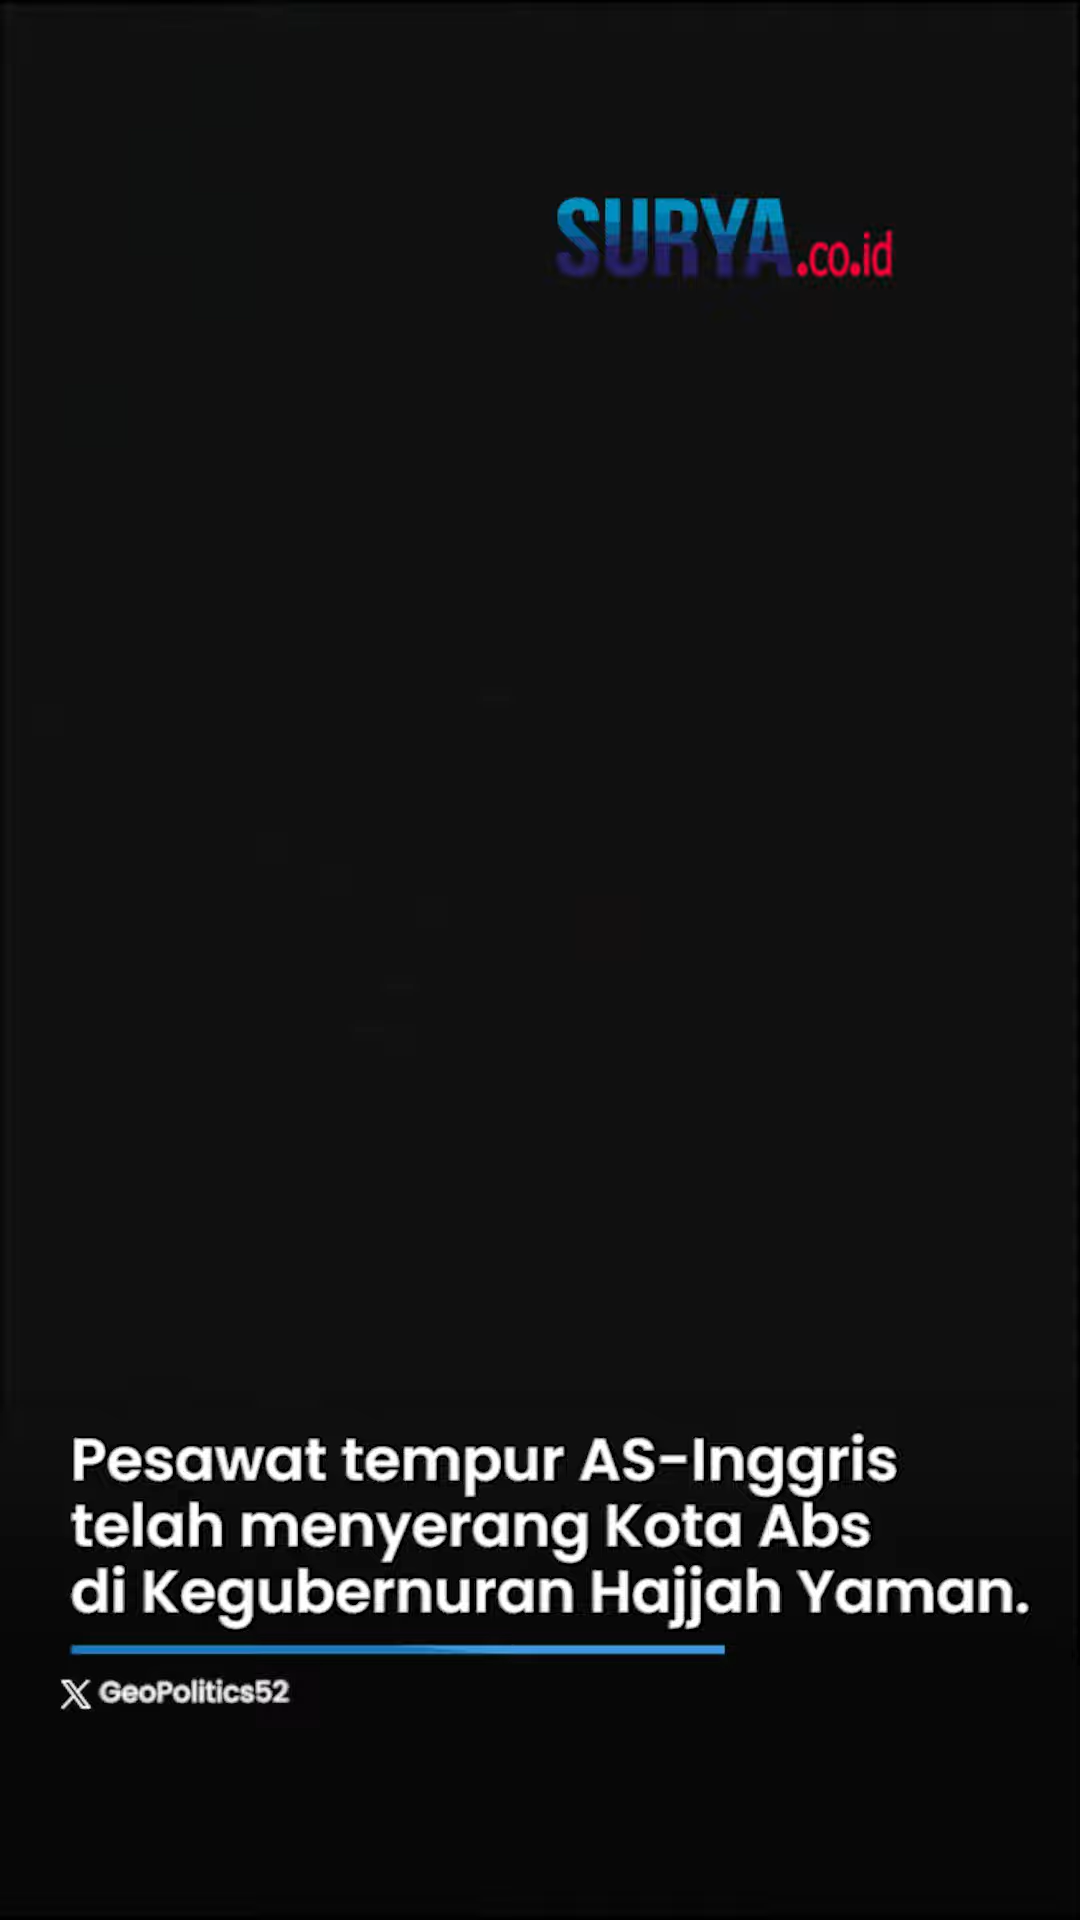 SURYA.co.id
Pesawat tempur AS-Inggris
telah menyerang Kota Abs
di Kegubernuran Hajjah Yaman.
X GeoPolitics52